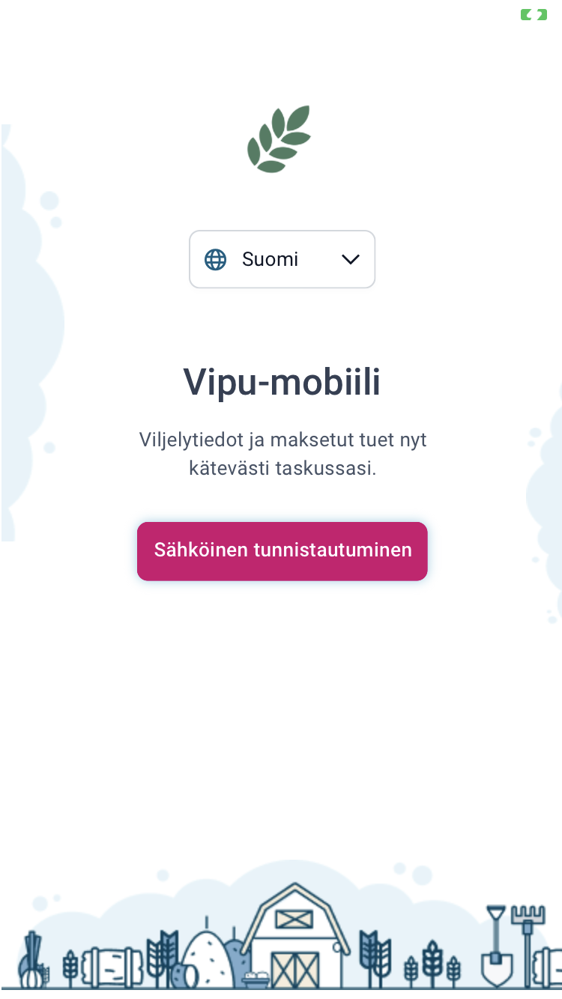 Suomi
Vipu-mobiili
Viljelytiedot ja maksetut tuet nyt
kätevästi taskussasi.
Sähköinen tunnistautuminen